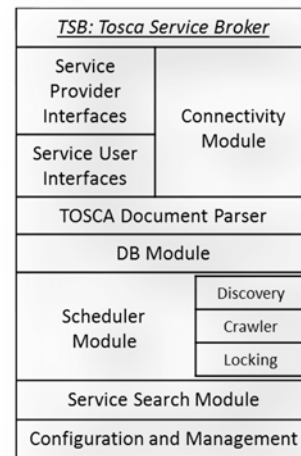 TSB: Tosca Service Broker
Service
Provider
Interfaces
Service User
Interfaces
Connectivity
Module
TOSCA Document Parser
DB Module
Scheduler
Module
Discovery
Crawler
Locking
Service Search Module
Configuration and Management